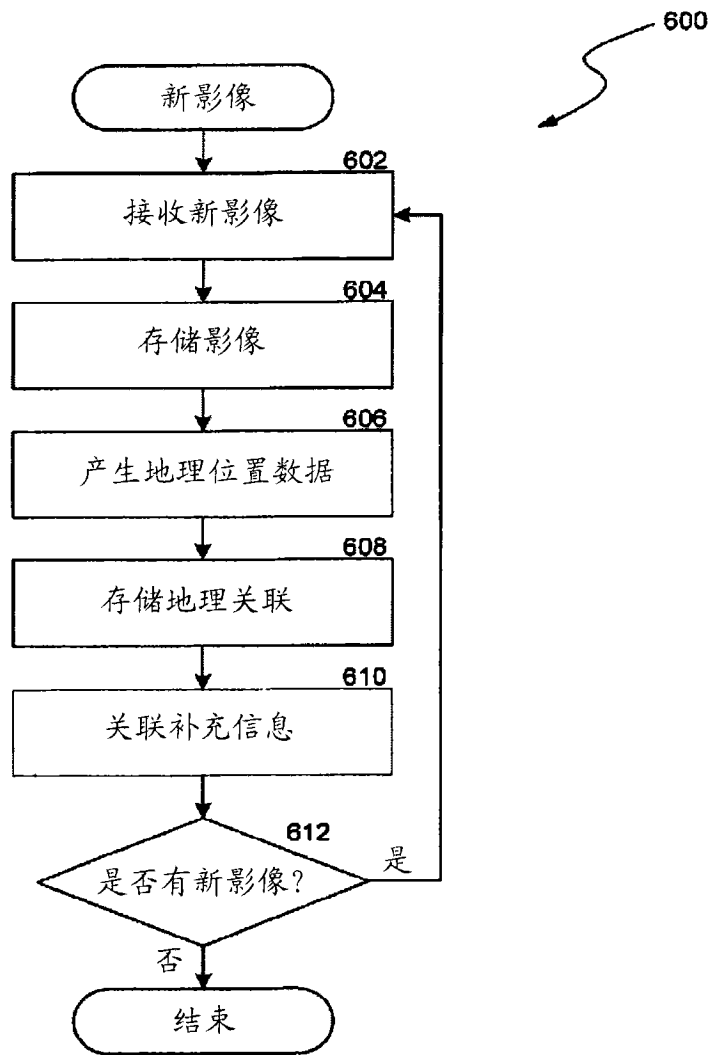 600
新影像
602
接收新影像
604
存储影像
606
产生地理位置数据
608
存储地理关联
610
关联补充信息
612
是否有新影像?
是
否
结束